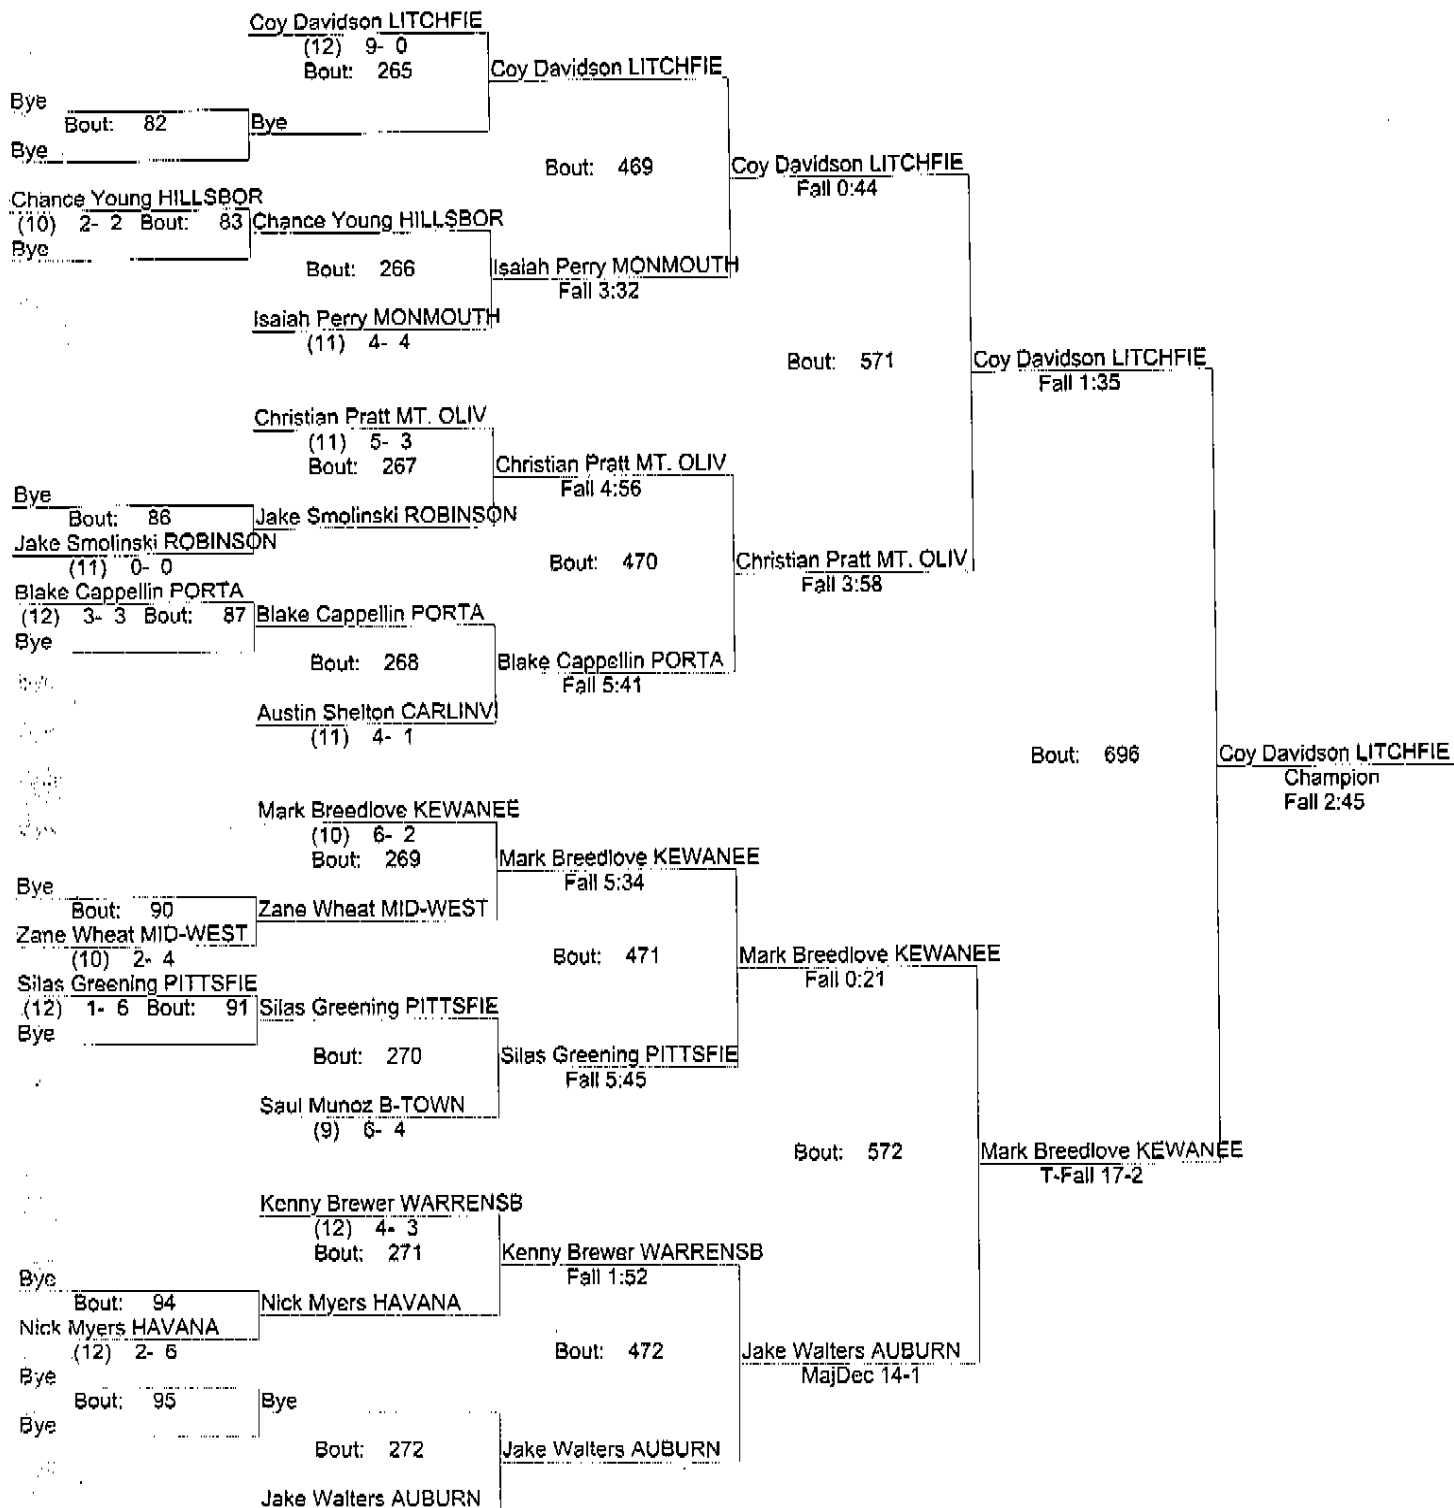 Coy Davidson LITCHFIE
(12) 9- 0
Bout: 265
Coy Davidson LITCHFIE
Bye
Bout: 82
Bye
Bye
Bout: 469
Coy Davidson LITCHFIE
Fall 0:44
Chance Young HILLSBOR
(10) 2- 2 Bout: 83
Chance Young HILLSBOR
Bye
Bout: 266
Isaiah Perry MONMOUTH
Fall 3:32
Isaiah Perry MONMOUTH
(11) 4- 4
Bout: 571
Coy Davidson LITCHFIE
Fall 1:35
Christian Pratt MT. OLIV
(11) 5- 3
Bout: 267
Christian Pratt MT. OLIV
Fall 4:56
Bye
Bout: 86
Jake Smolinski ROBINSON
Jake Smolinski ROBINSON
(11) 0- 0
Bout: 470
Christian Pratt MT. OLIV
Fall 3:58
Blake Cappellin PORTA
(12) 3- 3 Bout: 87
Blake Cappellin PORTA
Bye
Bout: 268
Blake Cappellin PORTA
Fall 5:41
Austin Shelton CARLINV
(11) 4- 1
Bout: 696
Coy Davidson LITCHFIE
Champion
Fall 2:45
Mark Breedlove KEWANEE
(10) 6- 2
Bout: 269
Mark Breedlove KEWANEE
Fall 5:34
Bye
Bout: 90
Zane Wheat MID-WEST
Zane Wheat MID-WEST
(10) 2- 4
Bout: 471
Mark Breedlove KEWANEE
Fall 0:21
Silas Greening PITTSFIE
(12) 1- 6 Bout: 91
Silas Greening PITTSFIE
Bye
Bout: 270
Silas Greening PITTSFIE
Fall 5:45
Saul Munoz B-TOWN
(9) 6- 4
Bout: 572
Mark Breedlove KEWANEE
T-Fall 17-2
Kenny Brewer WARRENSB
(12) 4- 3
Bout: 271
Kenny Brewer WARRENSB
Fall 1:52
Bye
Bout: 94
Nick Myers HAVANA
Nick Myers HAVANA
(12) 2- 6
Bout: 472
Jake Walters AUBURN
MajDec 14-1
Bye
Bout: 95
Bye
Bye
Bout: 272
Jake Walters AUBURN
Jake Walters AUBURN